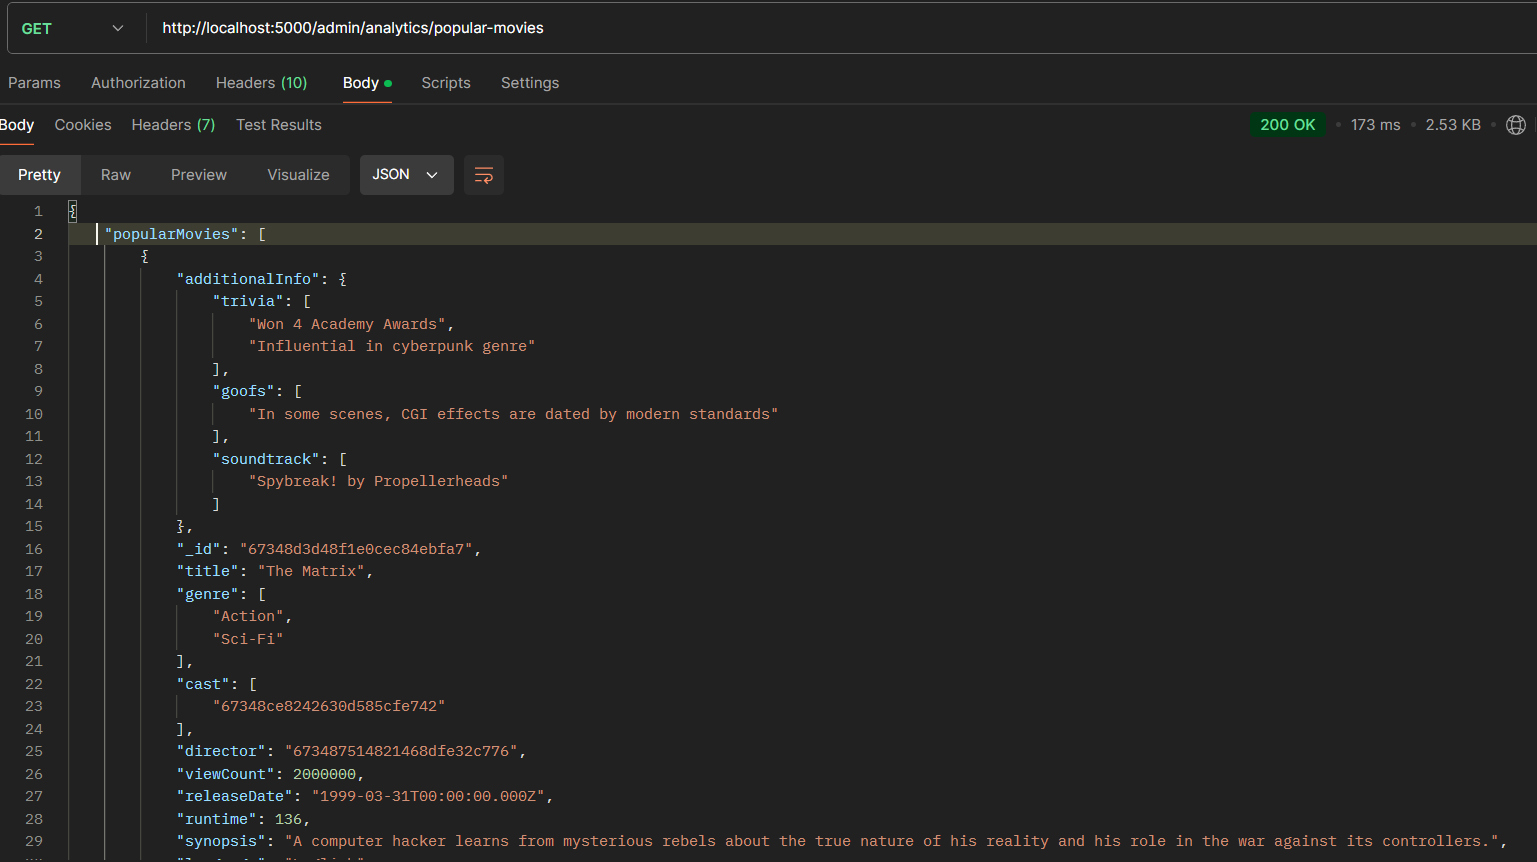 GET http://localhost:5000/admin/analytics/popular-movies
Params Authorization Headers (10) Body Scripts Settings
Body Cookies Headers (7) Test Results 200 OK 173 ms 2.53 KB
Pretty Raw Preview Visualize JSON
1 {
2 "popularMovies": [
3 {
4 "additionalInfo": {
5 "trivia": [
6 "Won 4 Academy Awards",
7 "Influential in cyberpunk genre"
8 ],
9 "goofs": [
10 "In some scenes, CGI effects are dated by modern standards"
11 ],
12 "soundtrack": [
13 "Spybreak! by Propellerheads"
14 ]
15 },
16 "_id": "67348d3d48f1e0cec84ebfa7",
17 "title": "The Matrix",
18 "genre": [
19 "Action",
20 "Sci-Fi"
21 ],
22 "cast": [
23 "67348ce8242630d585cfe742"
24 ],
25 "director": "673487514821468dfe32c776",
26 "viewCount": 2000000,
27 "releaseDate": "1999-03-31T00:00:00.000Z",
28 "runtime": 136,
29 "synopsis": "A computer hacker learns from mysterious rebels about the true nature of his reality and his role in the war against its controllers.",